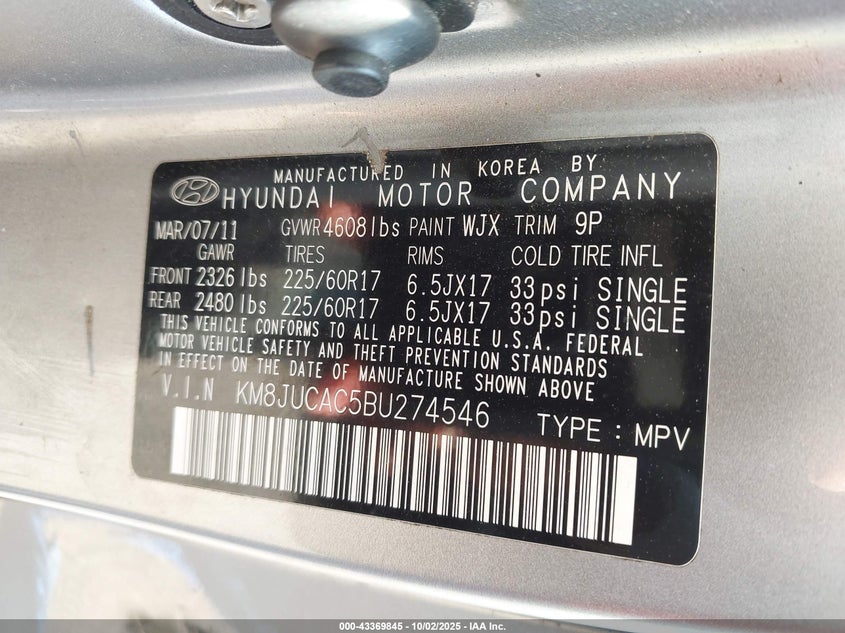 MANUFACTURED IN KOREA BY
HYUNDAI MOTOR COMPANY
MAR/07/11 GVWR 4608 lbs PAINT WJX TRIM 9P
GAWR TIRES RIMS COLD TIRE INFL
FRONT 2326 lbs 225/60R17 6.5JX17 33psi SINGLE
REAR 2480 lbs 225/60R17 6.5JX17 33psi SINGLE
THIS VEHICLE CONFORMS TO ALL APPLICABLE U.S.A. FEDERAL
MOTOR VEHICLE SAFETY AND THEFT PREVENTION STANDARDS
IN EFFECT ON THE DATE OF MANUFACTURE SHOWN ABOVE
V.I.N KM8JUCAC5BU274546 TYPE : MPV
000-43369845 - 10/02/2025 - IAA Inc.